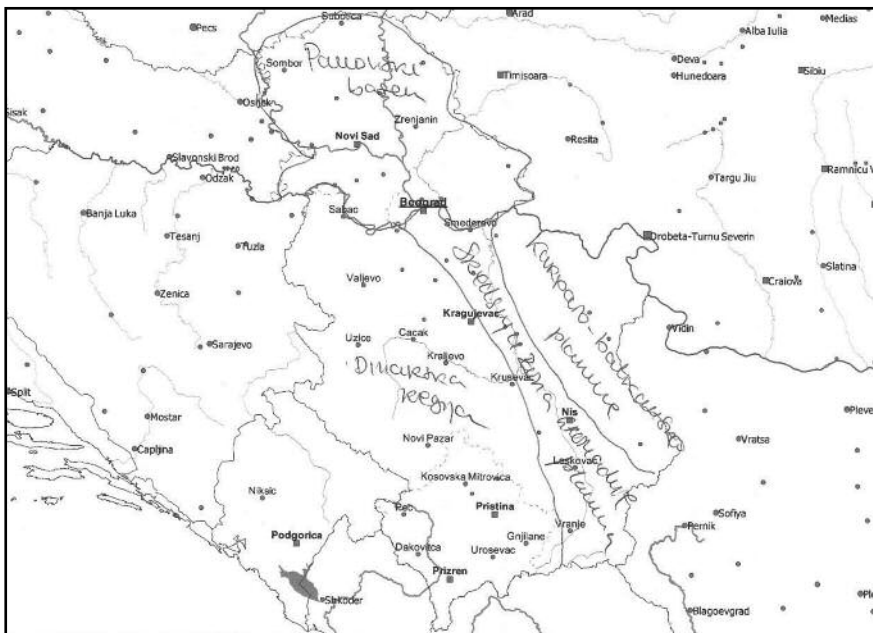 Subotica
Arad
Medias
Pecs
Alba Iulia
Sombor
Panonski
basen
Deva
Hunedoara
Sibiu
Timisoara
Osijek
Sisak
Zrenjanin
Resita
Novi Sad
Slavonski Brod
Odzak
Targu Jiu
Ramnicu V
Banja Luka
Sabac
Beograd
Smederevo
Tesanj
Tuzla
Drobeta-Turnu Severin
Slatina
Craiova
Valjevo
Zenica
Kragujevac
Vidin
Karpato-balkanske
planine
Uzice
Cacak
Sarajevo
Kraljevo
Dinarska
regija
Krusevac
Split
Mostar
Nis
Pleve
Vratsa
Capljina
Novi Pazar
Leskovac
Kosovska Mitrovica
Niksic
Pec
Pristina
Sofiya
Pernik
Vranje
Podgorica
Gnjilane
Dakovitca
Urosevac
Prizren
Shkoder
Ple
Blagoevgrad